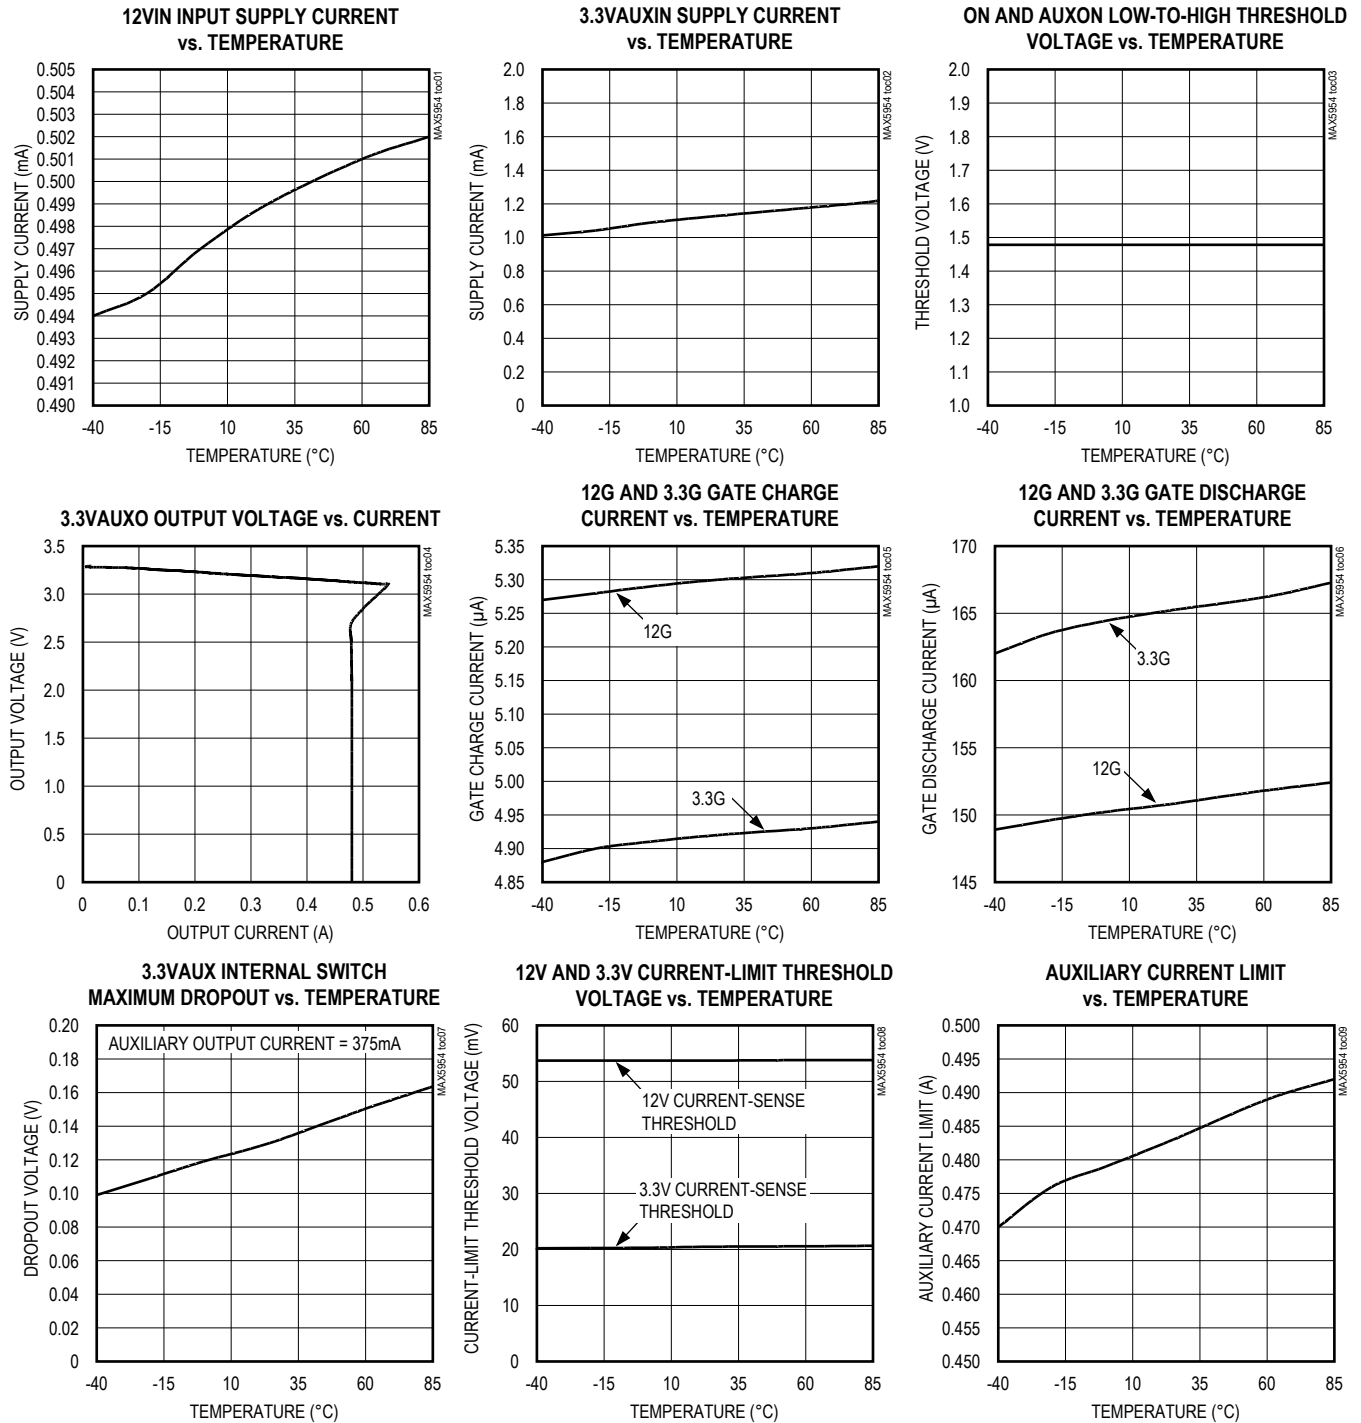 12VIN INPUT SUPPLY CURRENT
vs. TEMPERATURE
0.505
0.504
0.503
0.502
0.501
0.500
0.499
0.498
0.497
0.496
0.495
0.494
0.493
0.492
0.491
0.490
SUPPLY CURRENT (mA)
-40 -15 10 35 60 85
TEMPERATURE (°C)
MAX5954 toc01
3.3VAUXIN SUPPLY CURRENT
vs. TEMPERATURE
2.0
1.8
1.6
1.4
1.2
1.0
0.8
0.6
0.4
0.2
0
SUPPLY CURRENT (mA)
-40 -15 10 35 60 85
TEMPERATURE (°C)
MAX5954 toc02
ON AND AUXON LOW-TO-HIGH THRESHOLD
VOLTAGE vs. TEMPERATURE
2.0
1.9
1.8
1.7
1.6
1.5
1.4
1.3
1.2
1.1
1.0
THRESHOLD VOLTAGE (V)
-40 -15 10 35 60 85
TEMPERATURE (°C)
MAX5954 toc03
3.3VAUXO OUTPUT VOLTAGE vs. CURRENT
3.5
3.0
2.5
2.0
1.5
1.0
0.5
0
OUTPUT VOLTAGE (V)
0 0.1 0.2 0.3 0.4 0.5 0.6
OUTPUT CURRENT (A)
MAX5954 toc04
12G AND 3.3G GATE CHARGE
CURRENT vs. TEMPERATURE
5.35
5.30
5.25
5.20
5.15
5.10
5.05
5.00
4.95
4.90
4.85
GATE CHARGE CURRENT (µA)
12G
3.3G
-40 -15 10 35 60 85
TEMPERATURE (°C)
MAX5954 toc05
12G AND 3.3G GATE DISCHARGE
CURRENT vs. TEMPERATURE
170
165
160
155
150
145
GATE DISCHARGE CURRENT (µA)
3.3G
12G
-40 -15 10 35 60 85
TEMPERATURE (°C)
MAX5954 toc06
3.3VAUX INTERNAL SWITCH
MAXIMUM DROPOUT vs. TEMPERATURE
0.20
0.18
0.16
0.14
0.12
0.10
0.08
0.06
0.04
0.02
0
DROPOUT VOLTAGE (V)
AUXILIARY OUTPUT CURRENT = 375mA
-40 -15 10 35 60 85
TEMPERATURE (°C)
MAX5954 toc07
12V AND 3.3V CURRENT-LIMIT THRESHOLD
VOLTAGE vs. TEMPERATURE
60
50
40
30
20
10
0
CURRENT-LIMIT THRESHOLD VOLTAGE (mV)
12V CURRENT-SENSE
THRESHOLD
3.3V CURRENT-SENSE
THRESHOLD
-40 -15 10 35 60 85
TEMPERATURE (°C)
MAX5954 toc08
AUXILIARY CURRENT LIMIT
vs. TEMPERATURE
0.500
0.495
0.490
0.485
0.480
0.475
0.470
0.465
0.460
0.455
0.450
AUXILIARY CURRENT LIMIT (A)
-40 -15 10 35 60 85
TEMPERATURE (°C)
MAX5954 toc09